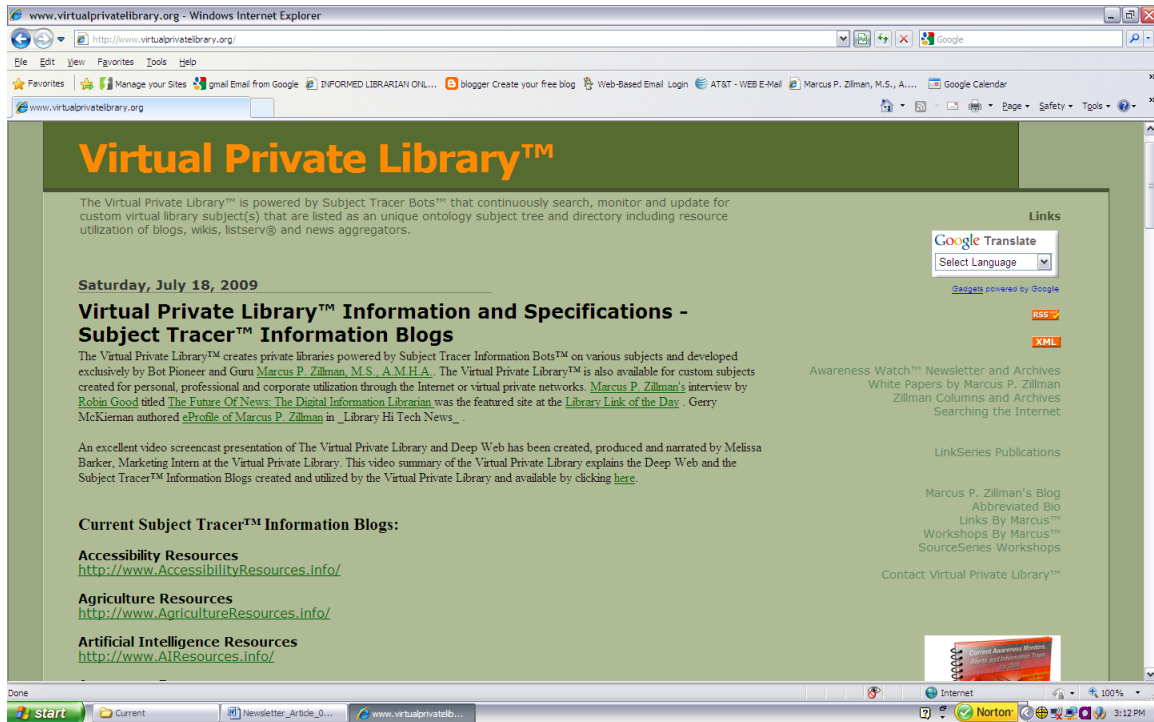 www.virtualprivatelibrary.org - Windows Internet Explorer
http://www.virtualprivatelibrary.org/
Google
File Edit View Favorites Tools Help
Favorites Manage your Sites gmail Email from Google INFORMED LIBRARIAN ONL... blogger Create your free blog Web-Based Email Login AT&T - WEB E-Mail Marcus P. Zillman, M.S., A.... Google Calendar
www.virtualprivatelibrary.org
Page Safety Tools
Virtual Private Library™
The Virtual Private Library™ is powered by Subject Tracer Bots™ that continuously search, monitor and update for
custom virtual library subject(s) that are listed as an unique ontology subject tree and directory including resource
utilization of blogs, wikis, listserv® and news aggregators.
Saturday, July 18, 2009
Virtual Private Library™ Information and Specifications -
Subject Tracer™ Information Blogs
The Virtual Private Library™ creates private libraries powered by Subject Tracer Information Bots™ on various subjects and developed
exclusively by Bot Pioneer and Guru Marcus P. Zillman, M.S., A.M.H.A.. The Virtual Private Library™ is also available for custom subjects
created for personal, professional and corporate utilization through the Internet or virtual private networks. Marcus P. Zillman's interview by
Robin Good titled The Future Of News: The Digital Information Librarian was the featured site at the Library Link of the Day . Gerry
McKiernan authored eProfile of Marcus P. Zillman in _Library Hi Tech News_ .
An excellent video screencast presentation of The Virtual Private Library and Deep Web has been created, produced and narrated by Melissa
Barker, Marketing Intern at the Virtual Private Library. This video summary of the Virtual Private Library explains the Deep Web and the
Subject Tracer™ Information Blogs created and utilized by the Virtual Private Library and available by clicking here.
Current Subject Tracer™ Information Blogs:
Accessibility Resources
http://www.AccessibilityResources.info/
Agriculture Resources
http://www.AgricultureResources.info/
Artificial Intelligence Resources
http://www.AIResources.info/
Links
Google Translate
Select Language
Gadgets powered by Google
RSS
XML
Awareness Watch™ Newsletter and Archives
White Papers by Marcus P. Zillman
Zillman Columns and Archives
Searching the Internet
LinkSeries Publications
Marcus P. Zillman's Blog
Abbreviated Bio
Links By Marcus™
Workshops By Marcus™
SourceSeries Workshops
Contact Virtual Private Library™
Current Awareness Monitors,
Alerts and Information Traps
Done
Internet
100%
start
Current
Newsletter_Article_0...
www.virtualprivatelib...
Norton
3:12 PM